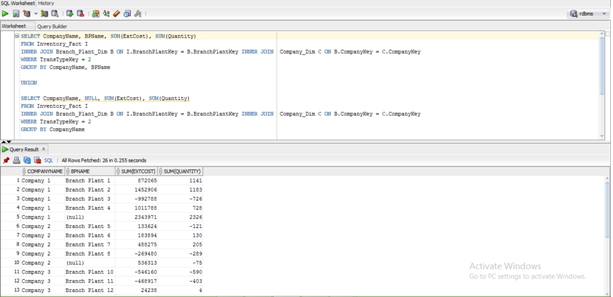 SQL Worksheet History
rdbms
Worksheet Query Builder
SELECT CompanyName, BPName, SUM(ExtCost), SUM(Quantity)
FROM Inventory_Fact I
INNER JOIN Branch_Plant_Dim B ON I.BranchPlantKey = B.BranchPlantKey INNER JOIN Company_Dim C ON B.CompanyKey = C.CompanyKey
WHERE TransTypeKey = 2
GROUP BY CompanyName, BPName
UNION
SELECT CompanyName, NULL, SUM(ExtCost), SUM(Quantity)
FROM Inventory_Fact I
INNER JOIN Branch_Plant_Dim B ON I.BranchPlantKey = B.BranchPlantKey INNER JOIN Company_Dim C ON B.CompanyKey = C.CompanyKey
WHERE TransTypeKey = 2
GROUP BY CompanyName
Query Result x
SQL | All Rows Fetched: 26 in 0.255 seconds
COMPANYNAME BPNAME SUM(EXTCOST) SUM(QUANTITY)
1 Company 1 Branch Plant 1 872065 1141
2 Company 1 Branch Plant 2 1452906 1183
3 Company 1 Branch Plant 3 -992788 -726
4 Company 1 Branch Plant 4 1011788 728
5 Company 1 (null) 2343971 2326
6 Company 2 Branch Plant 5 133624 -121
7 Company 2 Branch Plant 6 183894 130
8 Company 2 Branch Plant 7 488275 205
9 Company 2 Branch Plant 8 -269480 -289
10 Company 2 (null) 536313 -75
11 Company 3 Branch Plant 10 -546160 -590
12 Company 3 Branch Plant 11 -468917 -403
13 Company 3 Branch Plant 12 24238 4
Activate Windows
Go to PC settings to activate Windows.